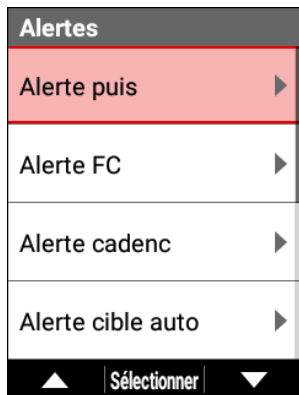 Alertes
Alerte puis
Alerte FC
Alerte cadenc
Alerte cible auto
Sélectionner